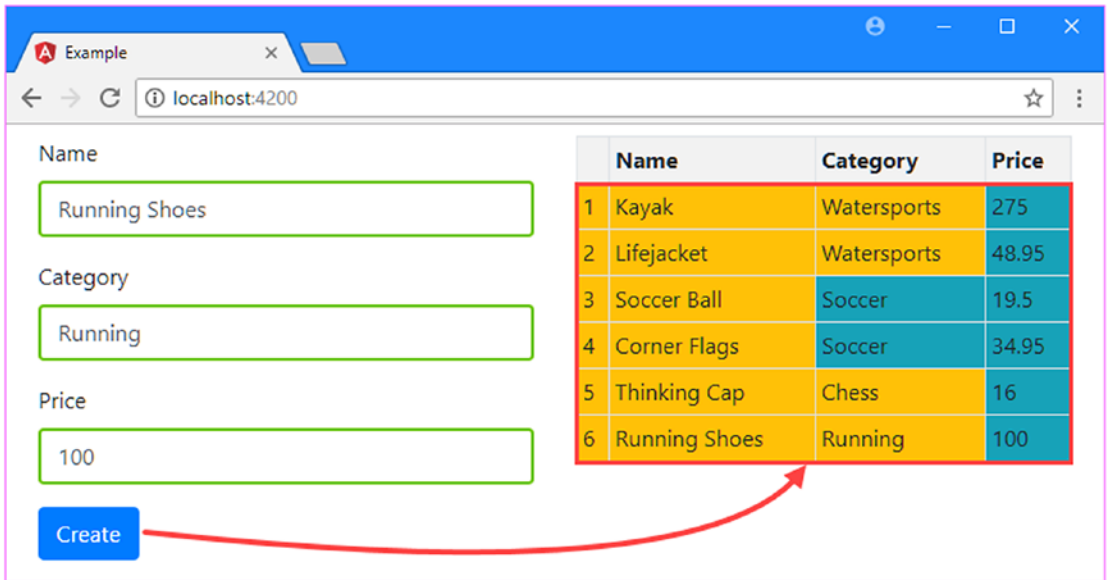 Example
localhost:4200
Name
Running Shoes
Category
Running
Price
100
Create
Name Category Price
1 Kayak Watersports 275
2 Lifejacket Watersports 48.95
3 Soccer Ball Soccer 19.5
4 Corner Flags Soccer 34.95
5 Thinking Cap Chess 16
6 Running Shoes Running 100